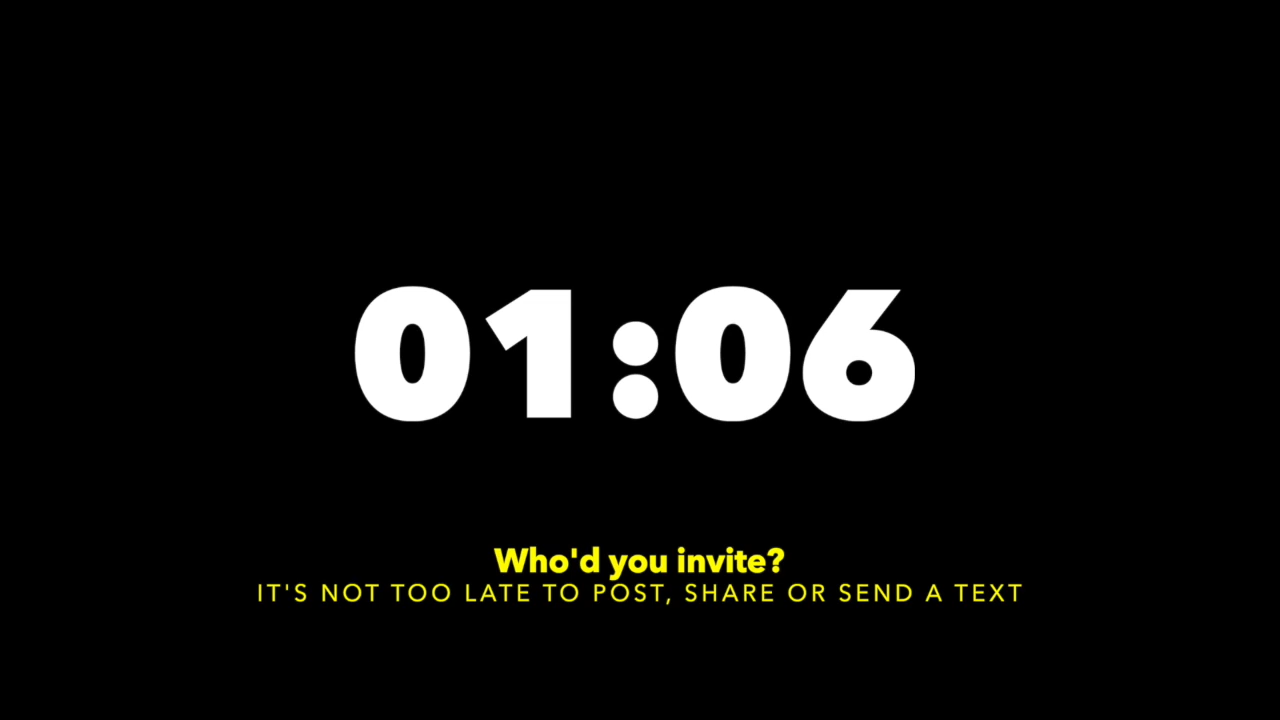 01:06
Who'd you invite?
IT'S NOT TOO LATE TO POST, SHARE OR SEND A TEXT